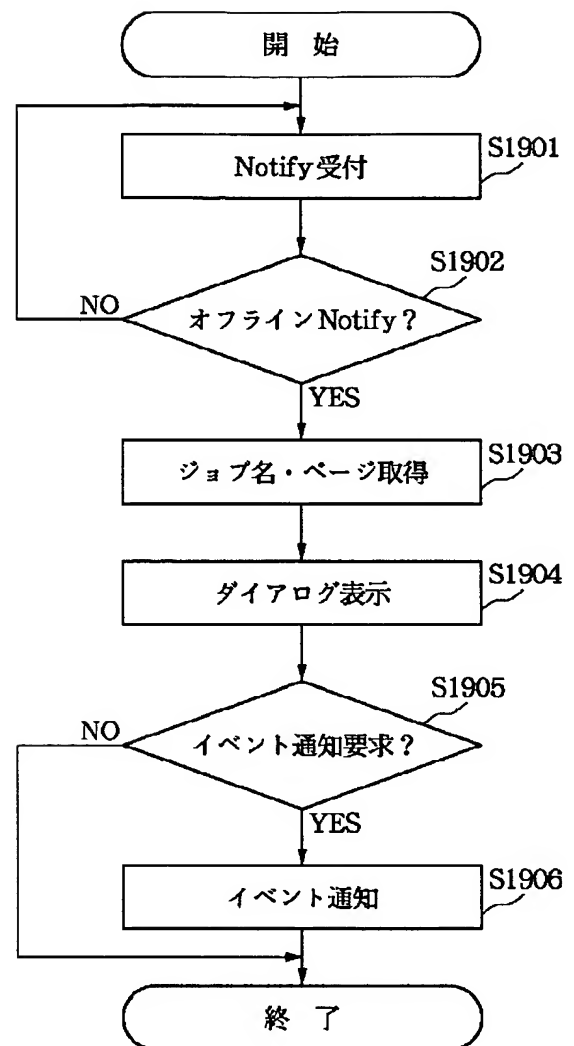 開 始
Notify受付
S1901
S1902
オフラインNotify？
NO
YES
ジョブ名・ページ取得
S1903
ダイアログ表示
S1904
S1905
イベント通知要求？
NO
YES
イベント通知
S1906
終 了